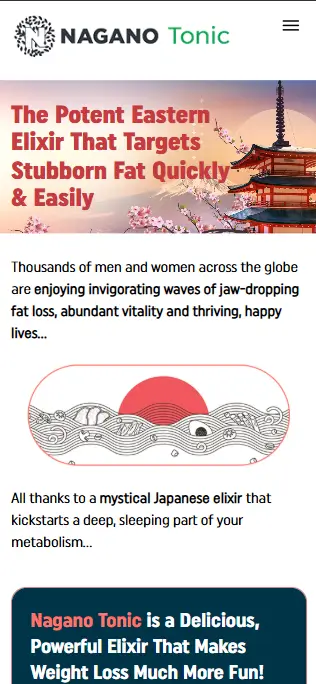 NAGANO Tonic
The Potent Eastern
Elixir That Targets
Stubborn Fat Quickly
& Easily
Thousands of men and women across the globe
are enjoying invigorating waves of jaw-dropping
fat loss, abundant vitality and thriving, happy
lives...
All thanks to a mystical Japanese elixir that
kickstarts a deep, sleeping part of your
metabolism...
Nagano Tonic is a Delicious,
Powerful Elixir That Makes
Weight Loss Much More Fun!